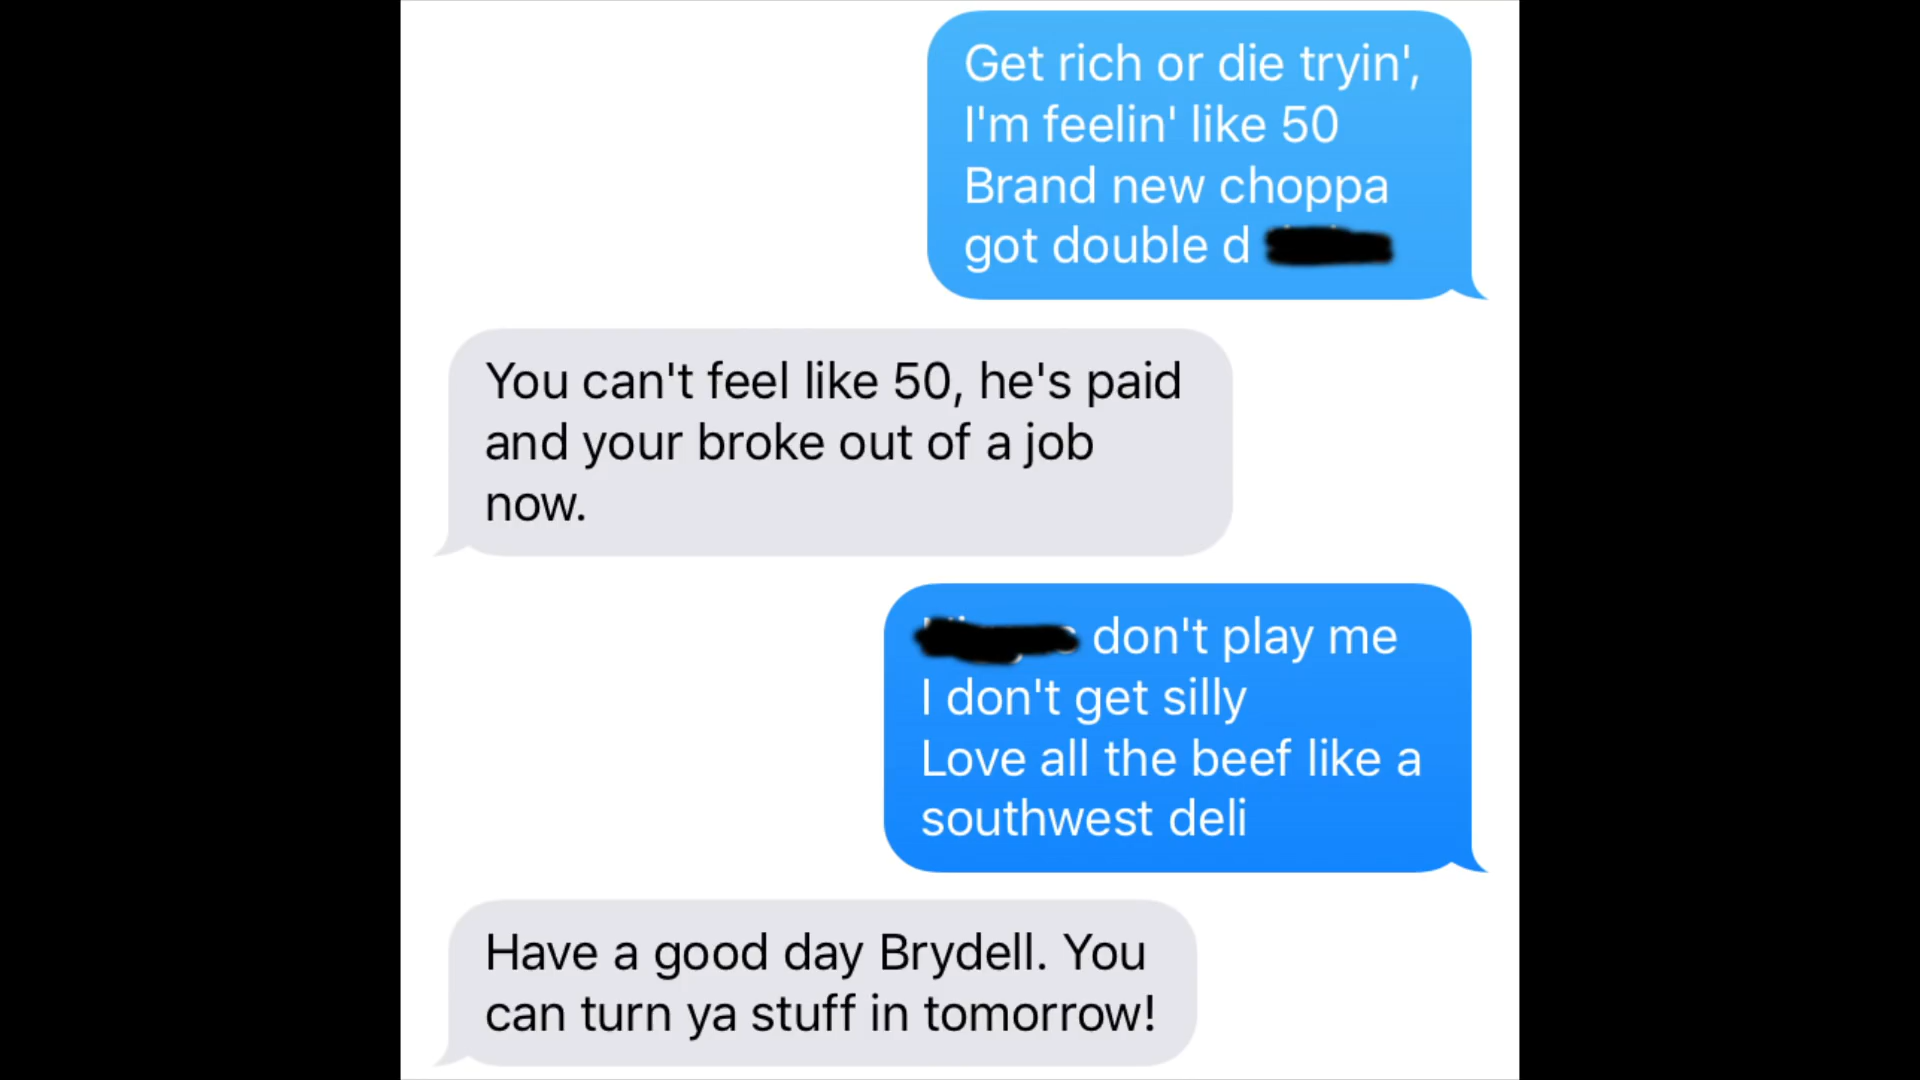 Get rich or die tryin',
I'm feelin' like 50
Brand new choppa
got double d
You can't feel like 50, he's paid
and your broke out of a job
now.
don't play me
I don't get silly
Love all the beef like a
southwest deli
Have a good day Brydell. You
can turn ya stuff in tomorrow!